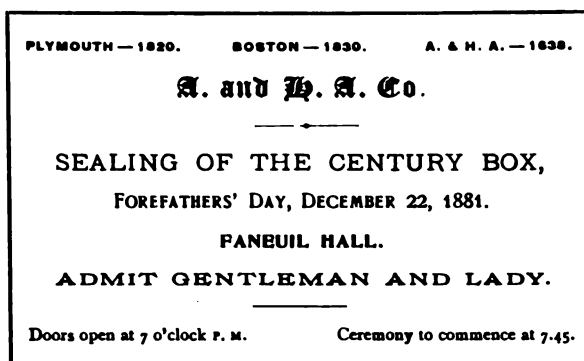 PLYMOUTH — 1620. BOSTON — 1630. A. & H. A. — 1638.
A. and H. A. Co.
SEALING OF THE CENTURY BOX,
FOREFATHERS' DAY, DECEMBER 22, 1881.
FANEUIL HALL.
ADMIT GENTLEMAN AND LADY.
Doors open at 7 o'clock P. M. Ceremony to commence at 7.45.